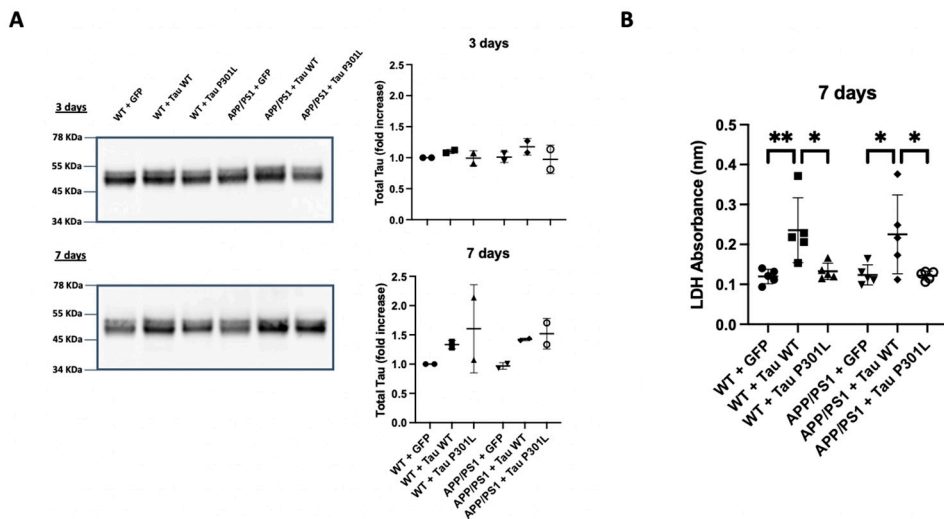 A
3 days
WT + GFP
WT + Tau WT
WT + Tau P301L
APP/PS1 + GFP
APP/PS1 + Tau WT
APP/PS1 + Tau P301L
78 KDa
55 KDa
45 KDa
34 KDa
7 days
78 KDa
55 KDa
45 KDa
34 KDa
3 days
Total Tau (fold increase)
2.5
2.0
1.5
1.0
0.5
0.0
7 days
Total Tau (fold increase)
2.5
2.0
1.5
1.0
0.5
0.0
WT + GFP
WT + Tau WT
WT + Tau P301L
APP/PS1 + GFP
APP/PS1 + Tau WT
APP/PS1 + Tau P301L
B
7 days
LDH Absorbance (nm)
0.5
0.4
0.3
0.2
0.1
0.0
** * * *
WT + GFP
WT + Tau WT
WT + Tau P301L
APP/PS1 + GFP
APP/PS1 + Tau WT
APP/PS1 + Tau P301L